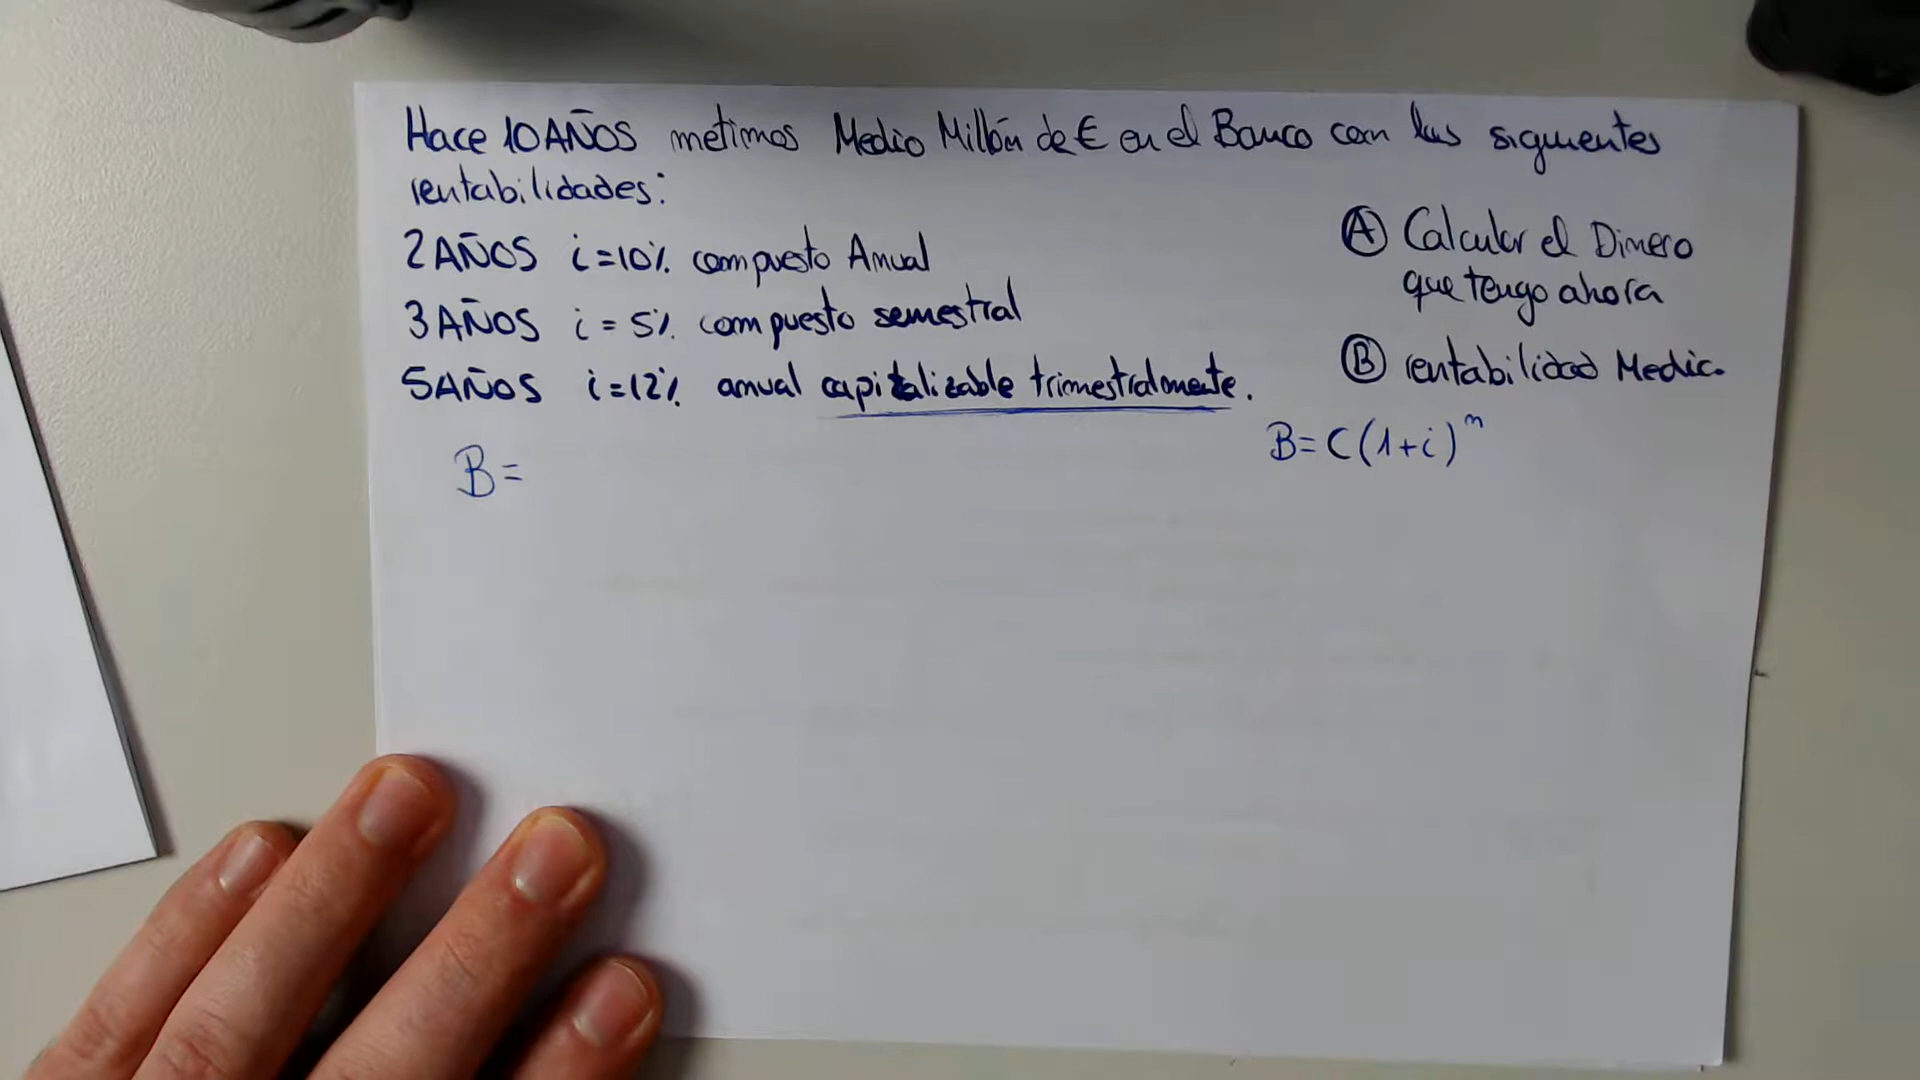 Hace 10 AÑOS metimos Medio Millón de € en el Banco con las siguientes
rentabilidades:
2 AÑOS i=10% compuesto Anual
3 AÑOS i=5% compuesto semestral
5 AÑOS i=12% anual capitalizable trimestralmente.
B=
Ⓐ Calcular el Dinero
que tengo ahora
Ⓑ rentabilidad Media.
B=C(1+i)ⁿ